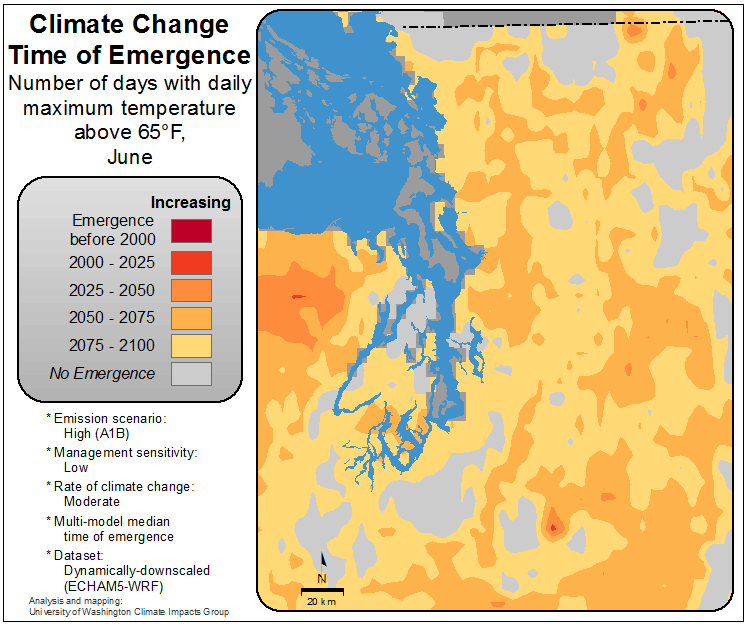 Climate Change
Time of Emergence
Number of days with daily
maximum temperature
above 65°F,
June
Increasing
Emergence
before 2000
2000 - 2025
2025 - 2050
2050 - 2075
2075 - 2100
No Emergence
* Emission scenario:
High (A1B)
* Management sensitivity:
Low
* Rate of climate change:
Moderate
* Multi-model median
time of emergence
* Dataset:
Dynamically-downscaled
(ECHAM5-WRF)
Analysis and mapping:
University of Washington Climate Impacts Group
N
20 km